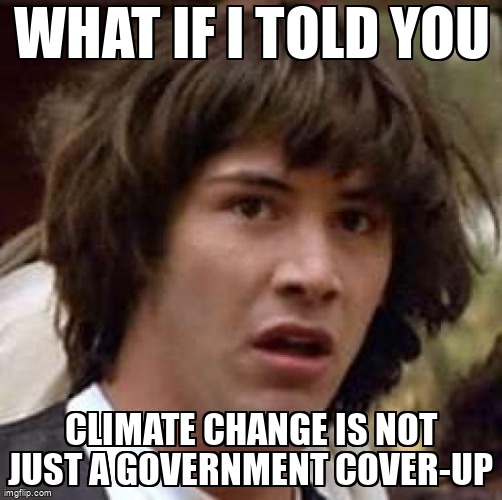 WHAT IF I TOLD YOU
CLIMATE CHANGE IS NOT
JUST A GOVERNMENT COVER-UP
imgflip.com